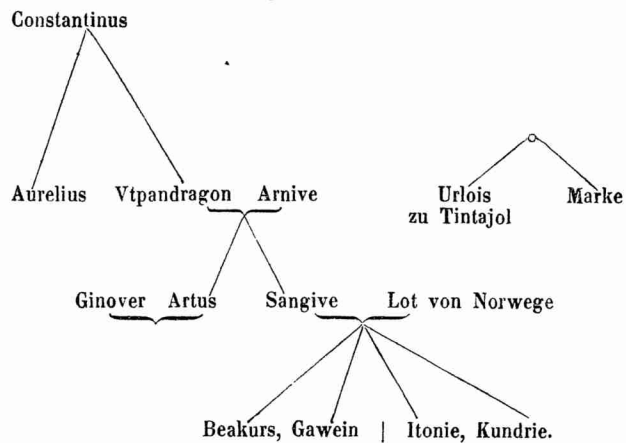 Constantinus
Aurelius Vtpandragon Arnive Urlois Marke
zu Tintajol
Ginover Artus Sangive Lot von Norwege
Beakurs, Gawein | Itonie, Kundrie.